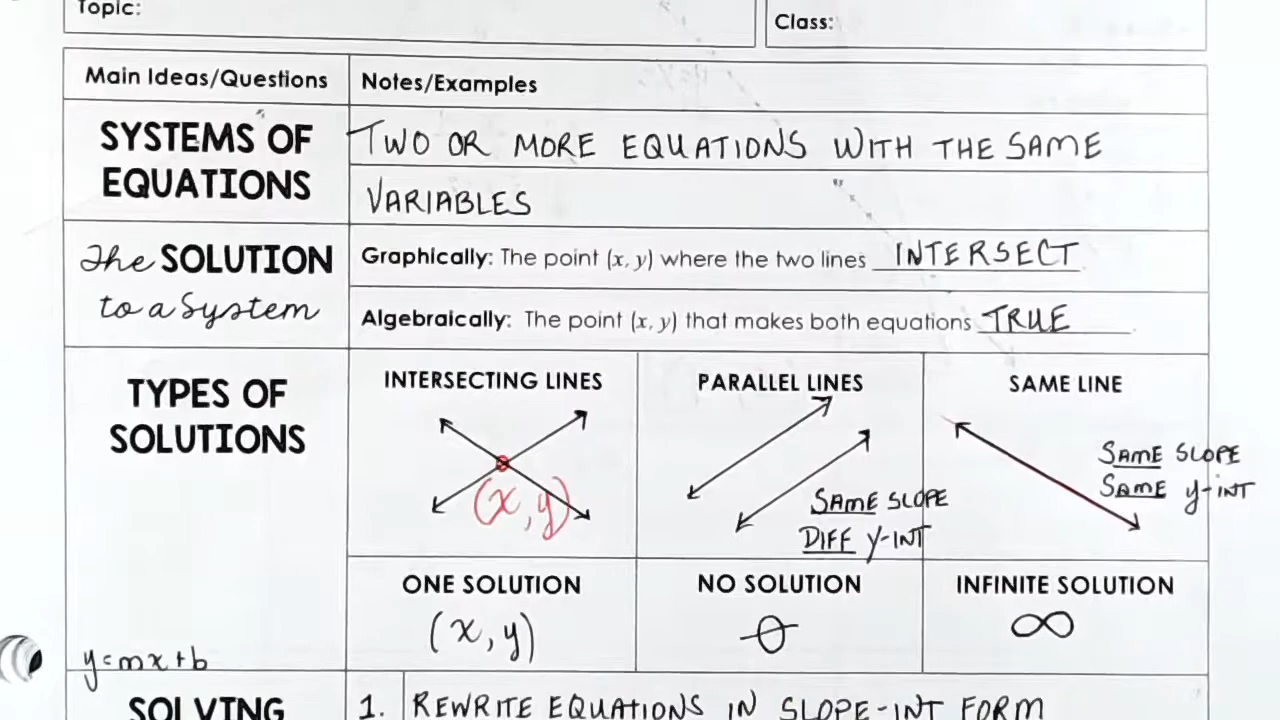 Topic:
Class:
Main Ideas/Questions
Notes/Examples
SYSTEMS OF
EQUATIONS
TWO OR MORE EQUATIONS WITH THE SAME
VARIABLES
The SOLUTION
to a System
Graphically: The point (x, y) where the two lines INTERSECT
Algebraically: The point (x, y) that makes both equations TRUE
TYPES OF
SOLUTIONS
INTERSECTING LINES
(x, y)
ONE SOLUTION
(x, y)
PARALLEL LINES
SAME SLOPE
DIFF Y-INT
NO SOLUTION
∅
SAME LINE
SAME SLOPE
SAME y-INT
INFINITE SOLUTION
∞
y=mx+b
SOLVING
1. REWRITE EQUATIONS IN SLOPE-INT FORM